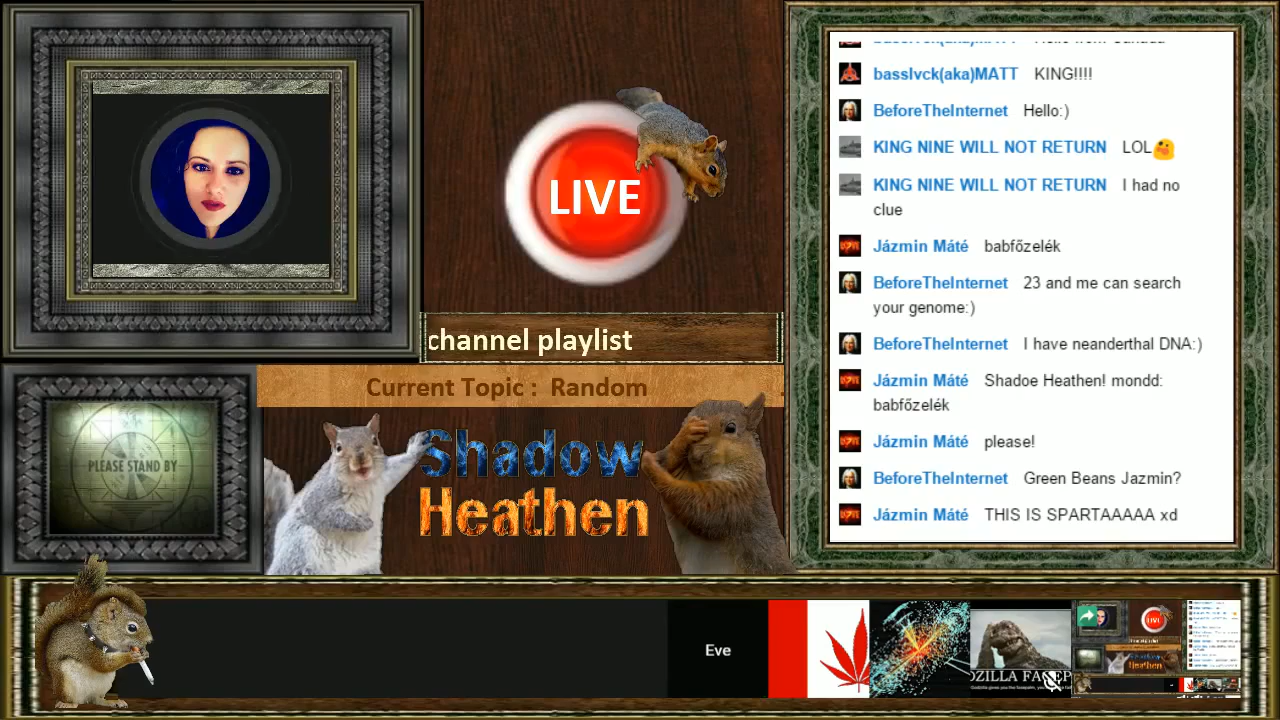 LIVE
channel playlist
Current Topic : Random
PLEASE STAND BY
Shadow
Heathen
basslvck(aka)MATT KING!!!!
BeforeTheInternet Hello:)
KING NINE WILL NOT RETURN LOL
KING NINE WILL NOT RETURN I had no
clue
Jázmin Máté babfőzelék
BeforeTheInternet 23 and me can search
your genome:)
BeforeTheInternet I have neanderthal DNA:)
Jázmin Máté Shadoe Heathen! mondd:
babfőzelék
Jázmin Máté please!
BeforeTheInternet Green Beans Jazmin?
Jázmin Máté THIS IS SPARTAAAAA xd
Eve
LIVE
Heathen